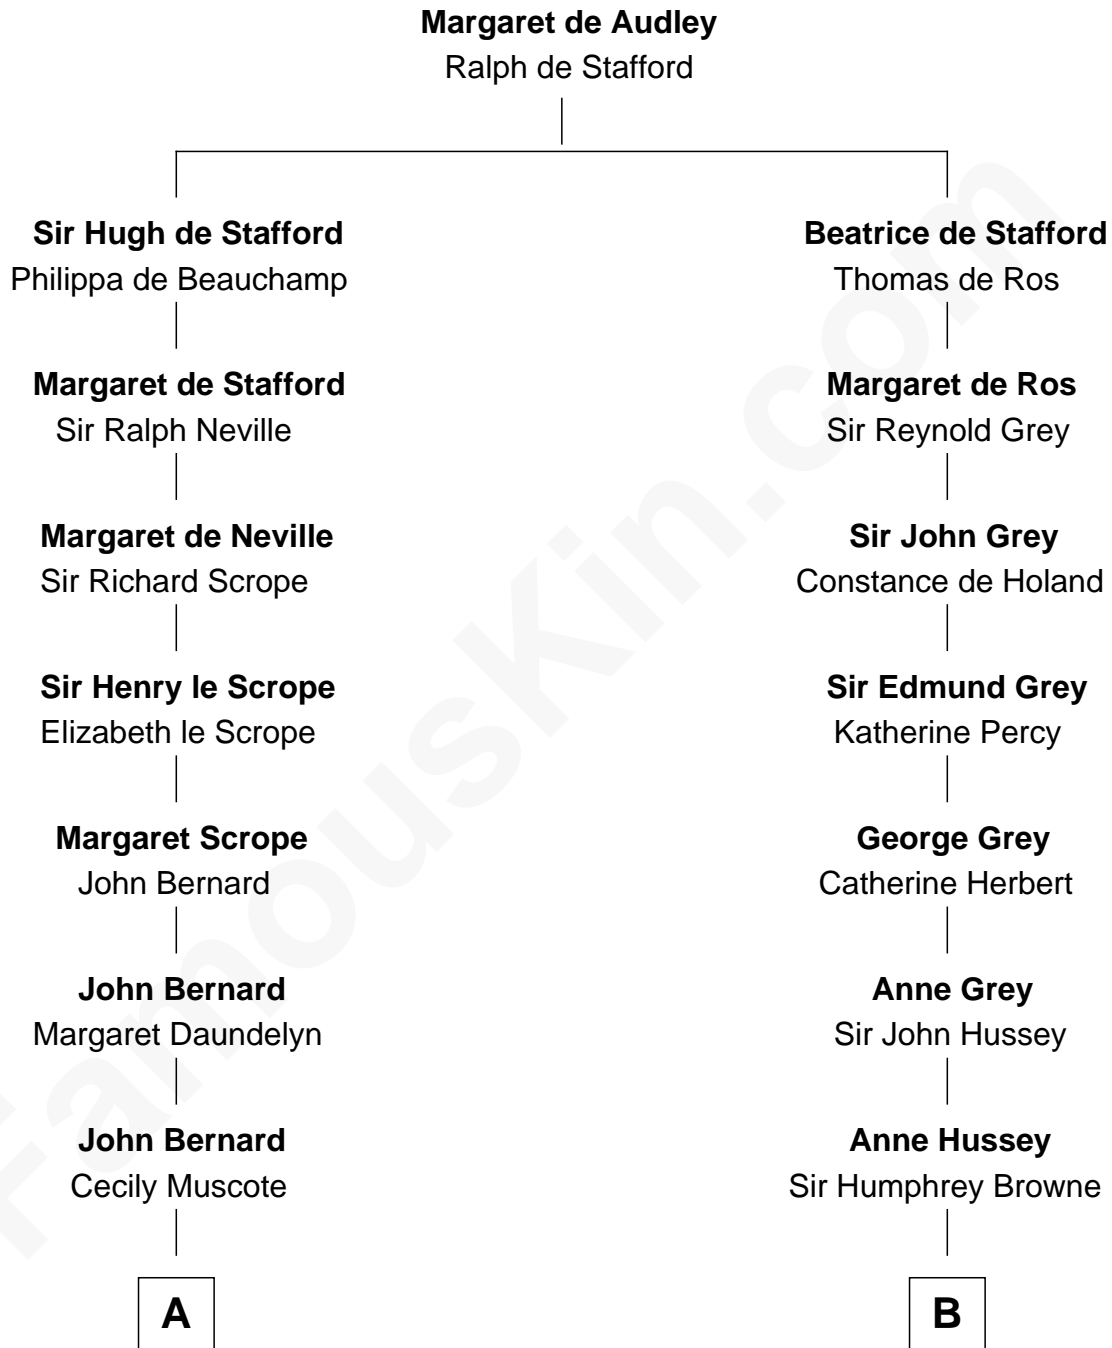 Margaret de Audley
Ralph de Stafford
Sir Hugh de Stafford
Philippa de Beauchamp
Beatrice de Stafford
Thomas de Ros
Margaret de Stafford
Sir Ralph Neville
Margaret de Ros
Sir Reynold Grey
Margaret de Neville
Sir Richard Scrope
Sir John Grey
Constance de Holand
Sir Henry le Scrope
Elizabeth le Scrope
Sir Edmund Grey
Katherine Percy
Margaret Scrope
John Bernard
George Grey
Catherine Herbert
John Bernard
Margaret Daundelyn
Anne Grey
Sir John Hussey
John Bernard
Cecily Muscote
Anne Hussey
Sir Humphrey Browne
A
B
FamousKin.com